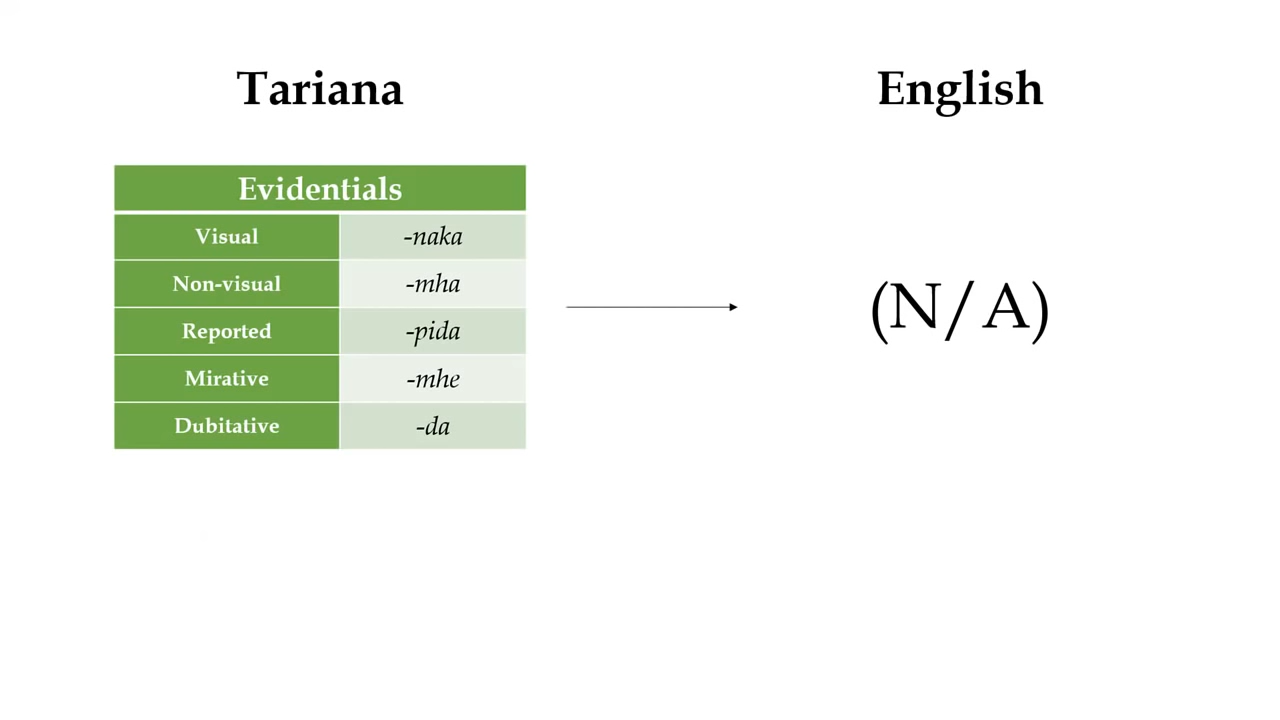 Tariana
English
Evidentials
Visual -naka
Non-visual -mha
Reported -pida
Mirative -mhe
Dubitative -da
(N/A)